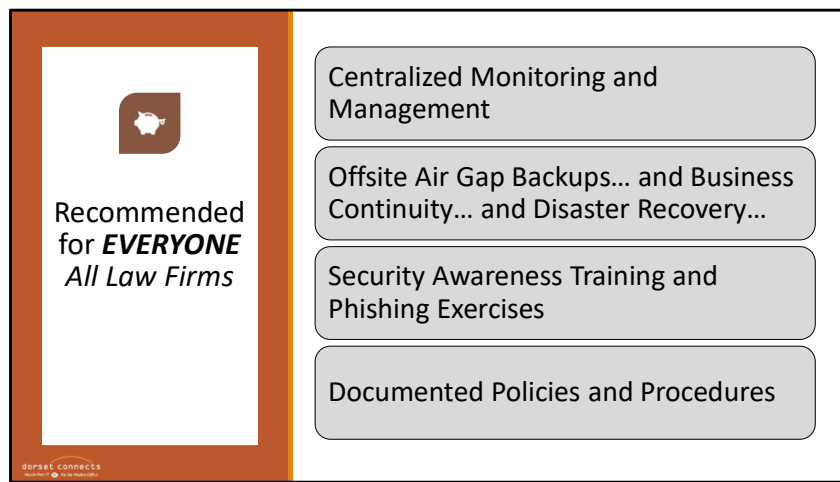 Recommended
for EVERYONE
All Law Firms
Centralized Monitoring and
Management
Offsite Air Gap Backups... and Business
Continuity... and Disaster Recovery...
Security Awareness Training and
Phishing Exercises
Documented Policies and Procedures
dorset connects